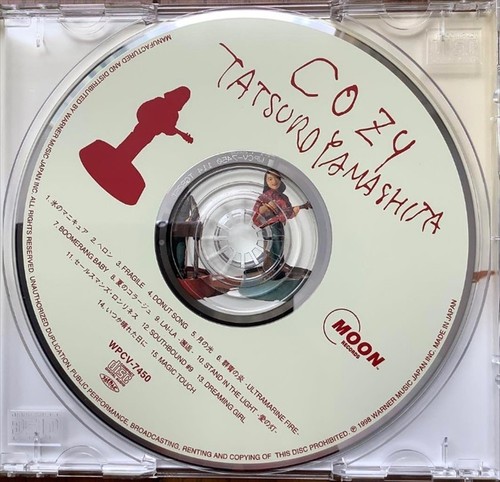 COZY
TATSURO YAMASHITA
1. 氷のマニキュア 2. ヘロン 3. FRAGILE 4. DONUT SONG 5. 月の光 6. 群青の炎 -ULTRAMARINE FIRE-
7. BOOMERANG BABY 8. 夏のコラージュ 9. LAI-LA -邂逅- 10. STAND IN THE LIGHT -愛の灯-
11. セールスマンズ・ロンリネス 12. SOUTHBOUND #9 13. DREAMING GIRL
14. いつか晴れた日に 15. MAGIC TOUCH
WPCV-7450
MOON
RECORDS
MANUFACTURED AND DISTRIBUTED BY WARNER MUSIC JAPAN INC. ALL RIGHTS RESERVED. UNAUTHORIZED DUPLICATION, PUBLIC PERFORMANCE, BROADCASTING, RENTING AND COPYING OF THIS DISC PROHIBITED. ℗ 1998 WARNER MUSIC JAPAN INC. MADE IN JAPAN